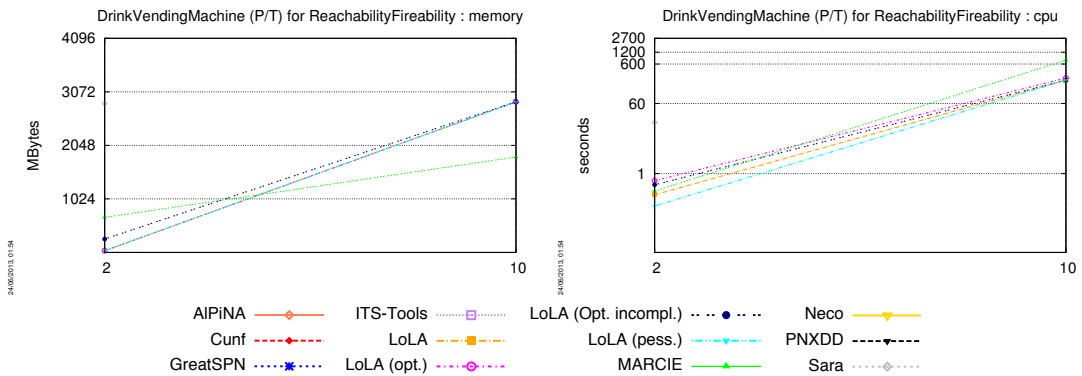 DrinkVendingMachine (P/T) for ReachabilityFireability : memory
4096
3072
2048
1024
MBytes
2
10
24/06/2013, 01:54
DrinkVendingMachine (P/T) for ReachabilityFireability : cpu
2700
1200
600
60
1
seconds
2
10
24/06/2013, 01:54
AlPiNA
Cunf
GreatSPN
ITS-Tools
LoLA
LoLA (opt.)
LoLA (Opt. incompl.)
LoLA (pess.)
MARCIE
Neco
PNXDD
Sara